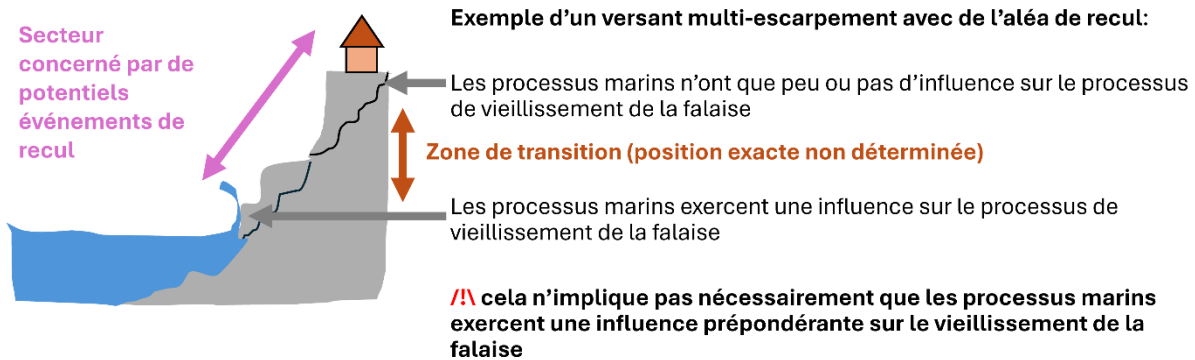 Secteur
concerné par de
potentiels
événements de
recul
Exemple d’un versant multi-escarpement avec de l’aléa de recul:
Les processus marins n’ont que peu ou pas d’influence sur le processus
de vieillissement de la falaise
Zone de transition (position exacte non déterminée)
Les processus marins exercent une influence sur le processus de
vieillissement de la falaise
/!\ cela n’implique pas nécessairement que les processus marins
exercent une influence prépondérante sur le vieillissement de la
falaise